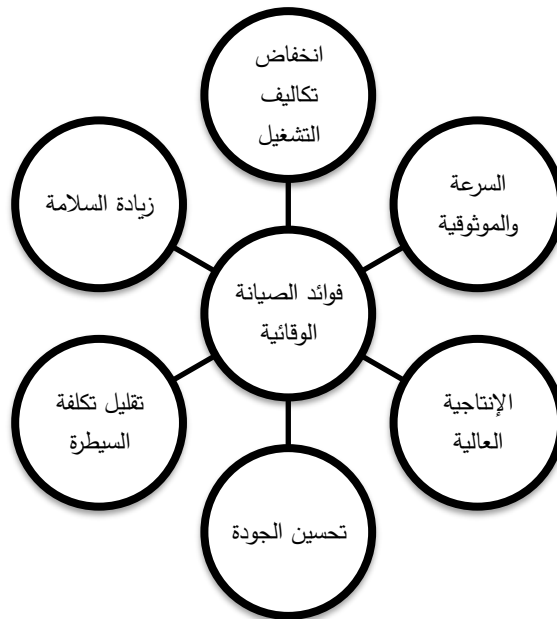 انخفاض
تكاليف
التشغيل
السرعة
والموثوقية
زيادة السلامة
فوائد الصيانة
الوقائية
الإنتاجية
العالية
تقليل تكلفة
السيطرة
تحسين الجودة